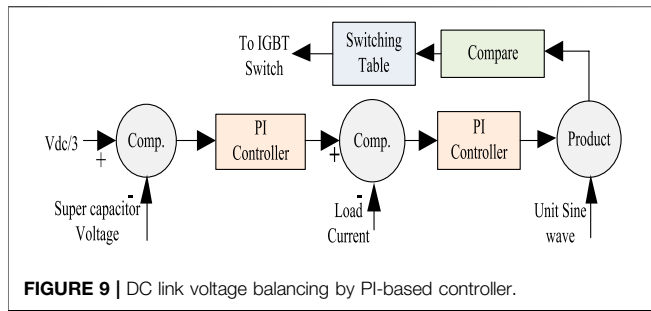 To IGBT
Switch
Switching
Table
Compare
Vdc/3
+
Comp.
-
Super capacitor
Voltage
PI
Controller
+
Comp.
-
Load
Current
PI
Controller
Product
Unit Sine
wave
FIGURE 9 | DC link voltage balancing by PI-based controller.